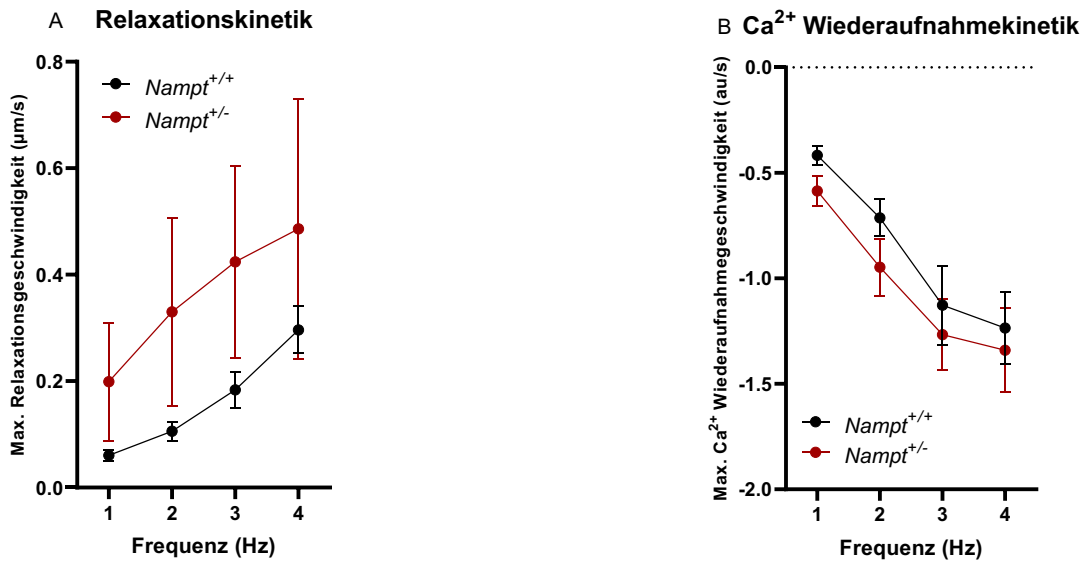 A Relaxationskinetik
Max. Relaxationsgeschwindigkeit (µm/s)
0.8
0.6
0.4
0.2
0.0
Nampt+/+
Nampt+/-
1 2 3 4
Frequenz (Hz)
B Ca2+ Wiederaufnahmekinetik
Max. Ca2+ Wiederaufnahmegeschwindigkeit (au/s)
0.0
-0.5
-1.0
-1.5
-2.0
Nampt+/+
Nampt+/-
1 2 3 4
Frequenz (Hz)